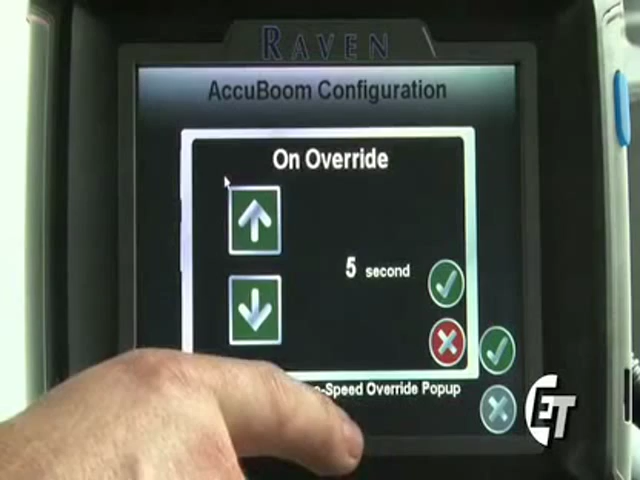 RAVEN
AccuBoom Configuration
On Override
5 second
-Speed Override Popup
ET